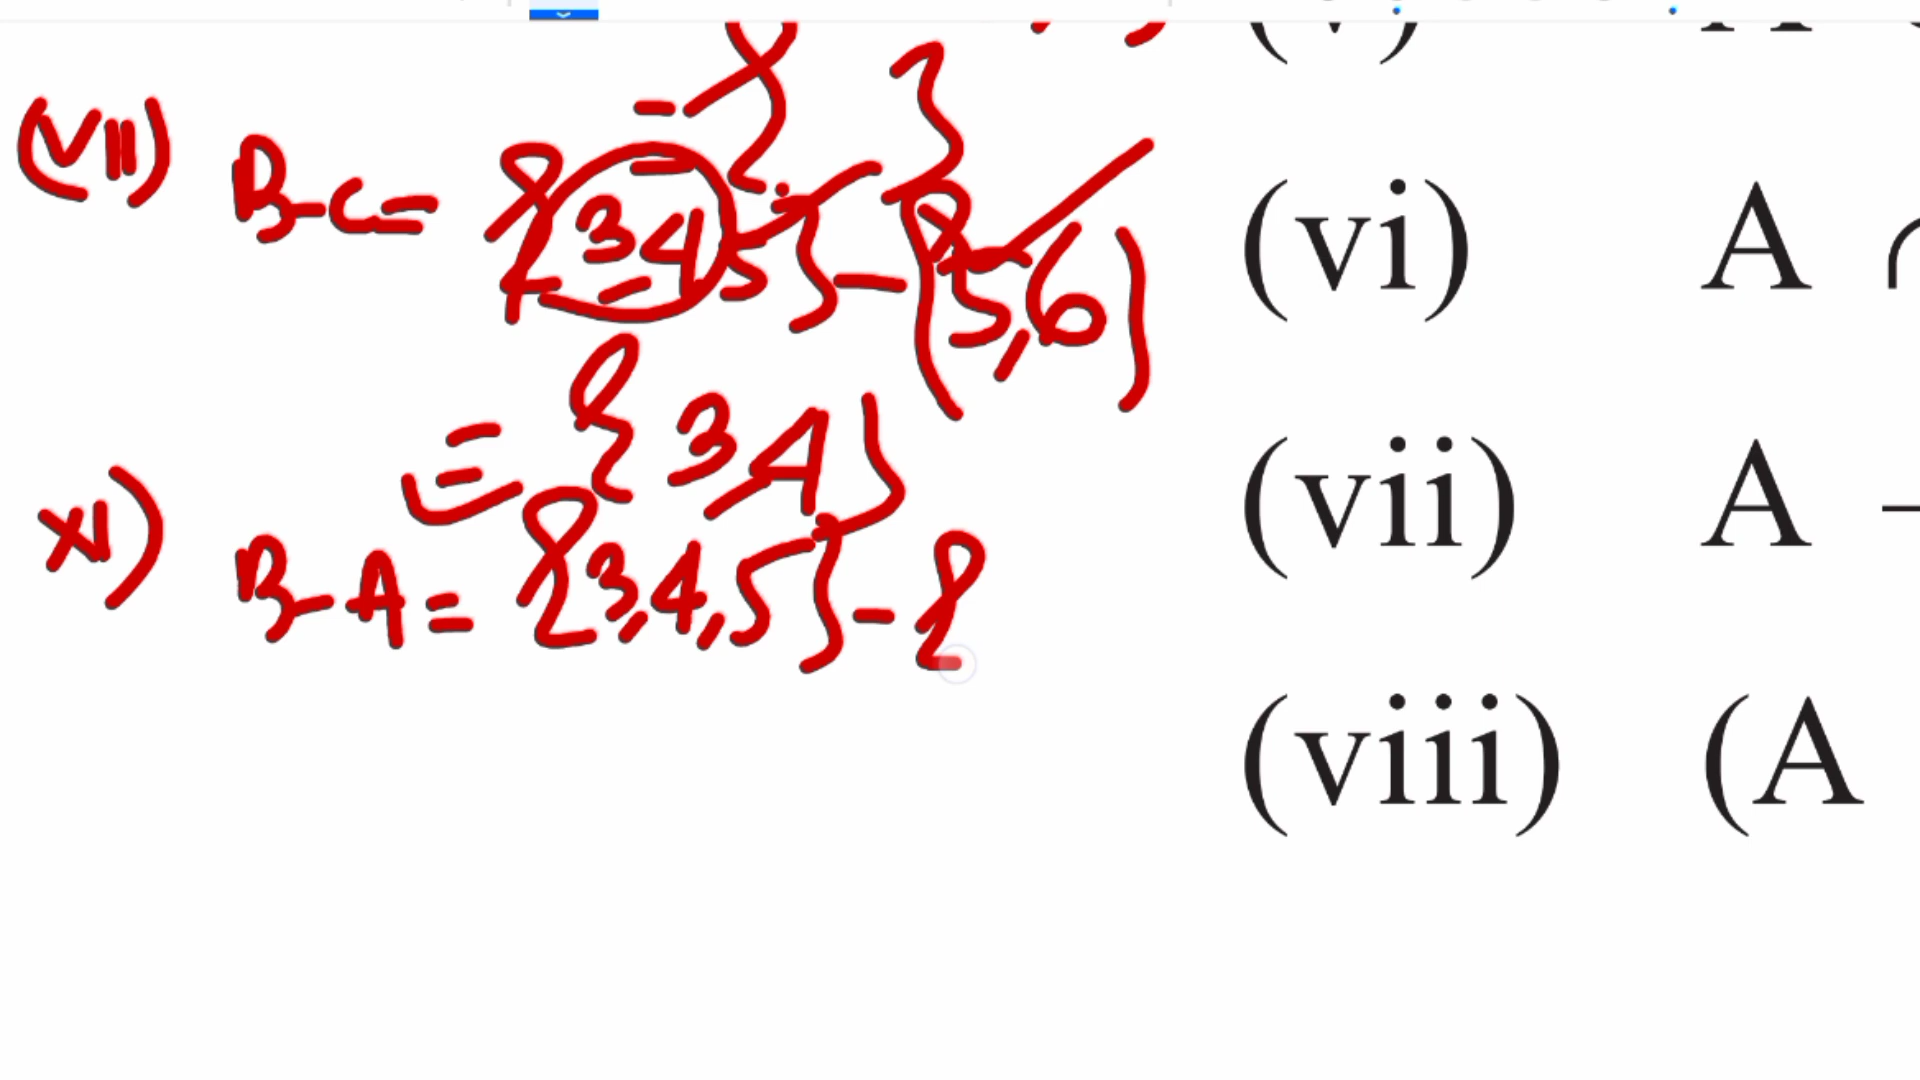 (VII) B-C= {3 4 5} - {5,6}
= {3 4}
XI) B-A= {3,4,5} - {
(v)
(vi) A
(vii) A –
(viii) (A